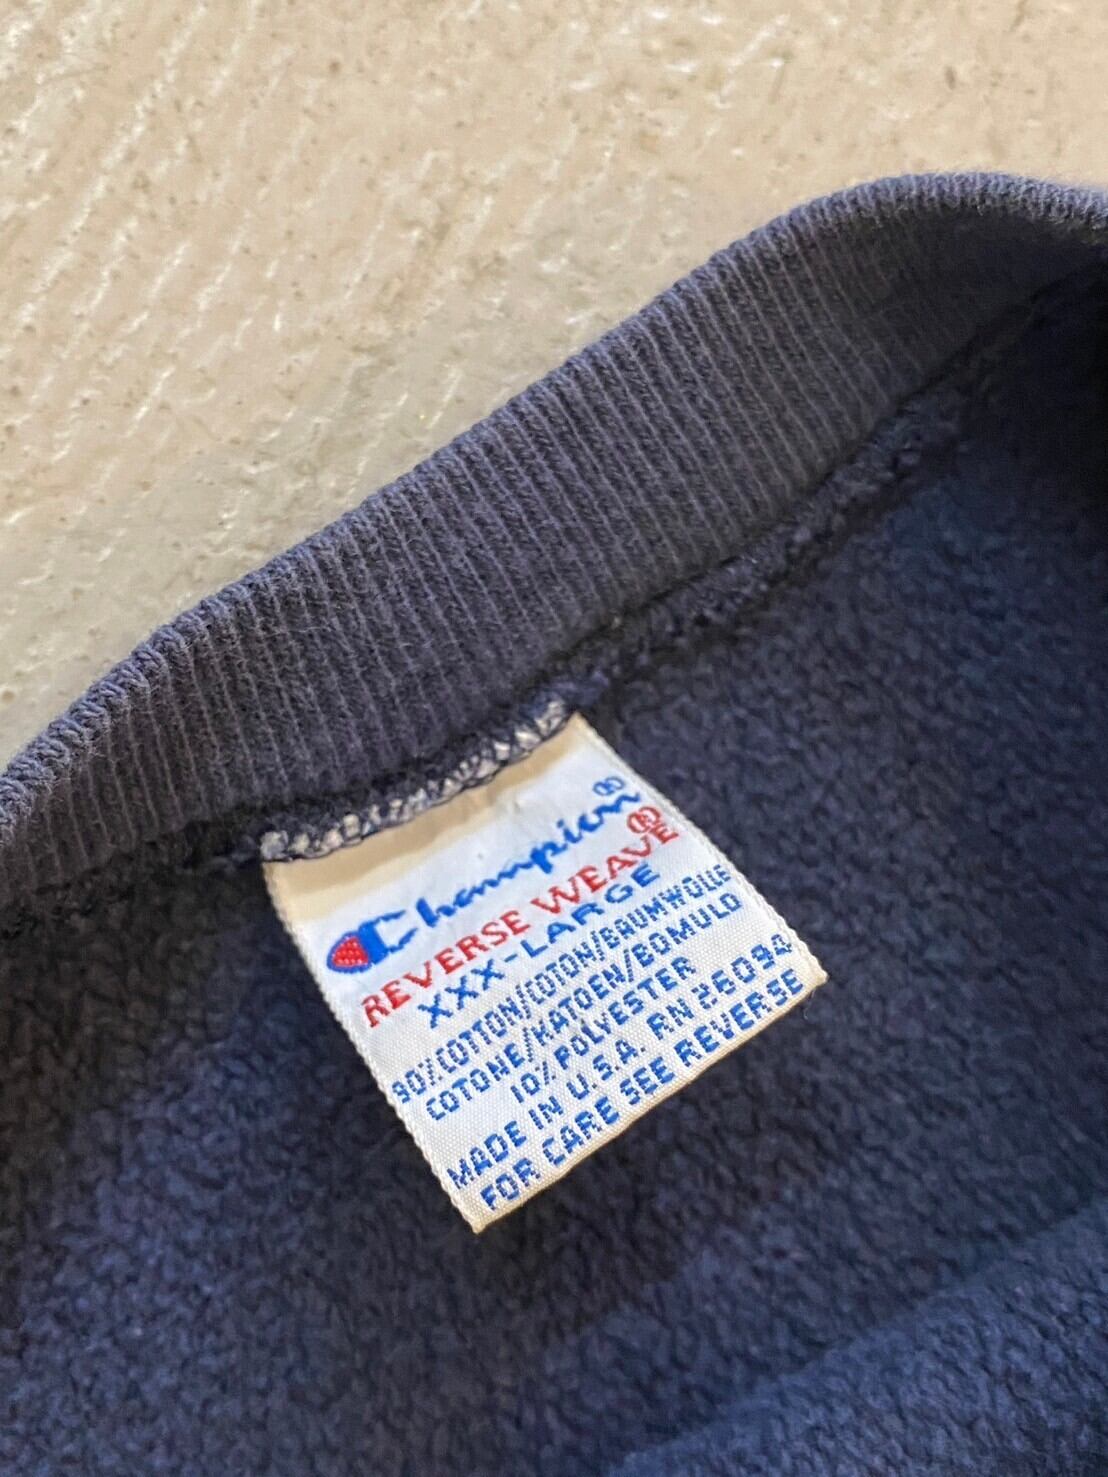 Champion®
REVERSE WEAVE®
XXX-LARGE
90% COTTON/COTON/BAUMWOLLE
COTONE/KATOEN/BOMULD
10% POLYESTER
MADE IN U.S.A. RN 26094
FOR CARE SEE REVERSE